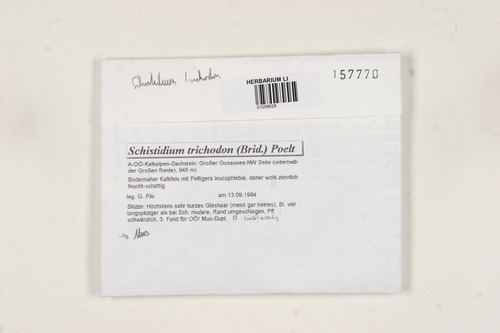 Schistidium trichodon
HERBARIUM LI
01098628
157770
Schistidium trichodon (Brid.) Poelt
A-OÖ-Kalkalpen-Dachstein: Großer Gosausee-NW Seite (unterhalb
der Großen Reide), 945 m)
Bodennaher Kalkfels mit Peltigera leucophlebia, daher wohl ziemlich
feucht-schattig
leg. G. Pils am 13.09.1994
Skizze: Höchstens sehr kurzes Glashaar (meist gar keines), Bl. viel
langspitziger als bei Sch. rivulare, Rand umgeschlagen, Pfl.
schwärzlich, 3. Fund für OÖ! Mus-Dupl.
→ Mus